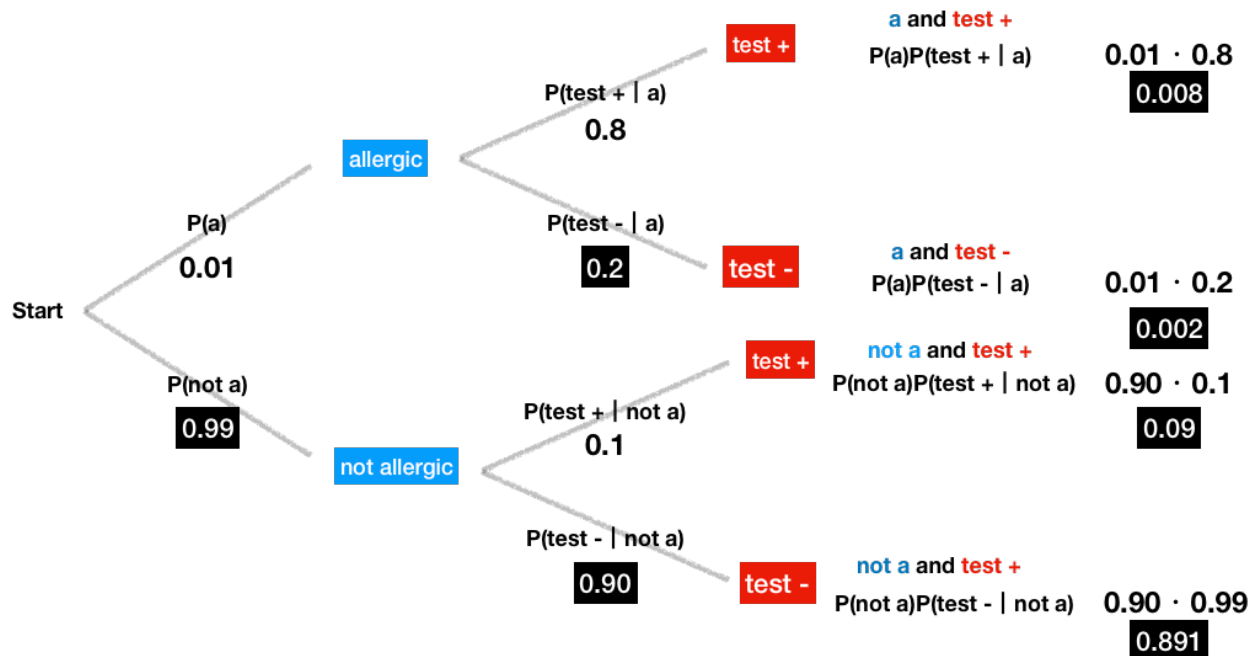 Start
P(a)
0.01
P(not a)
0.99
allergic
not allergic
P(test + | a)
0.8
P(test - | a)
0.2
P(test + | not a)
0.1
P(test - | not a)
0.90
test +
a and test +
P(a)P(test + | a)
0.01 · 0.8
0.008
test -
a and test -
P(a)P(test - | a)
0.01 · 0.2
0.002
test +
not a and test +
P(not a)P(test + | not a)
0.90 · 0.1
0.09
test -
not a and test +
P(not a)P(test - | not a)
0.90 · 0.99
0.891